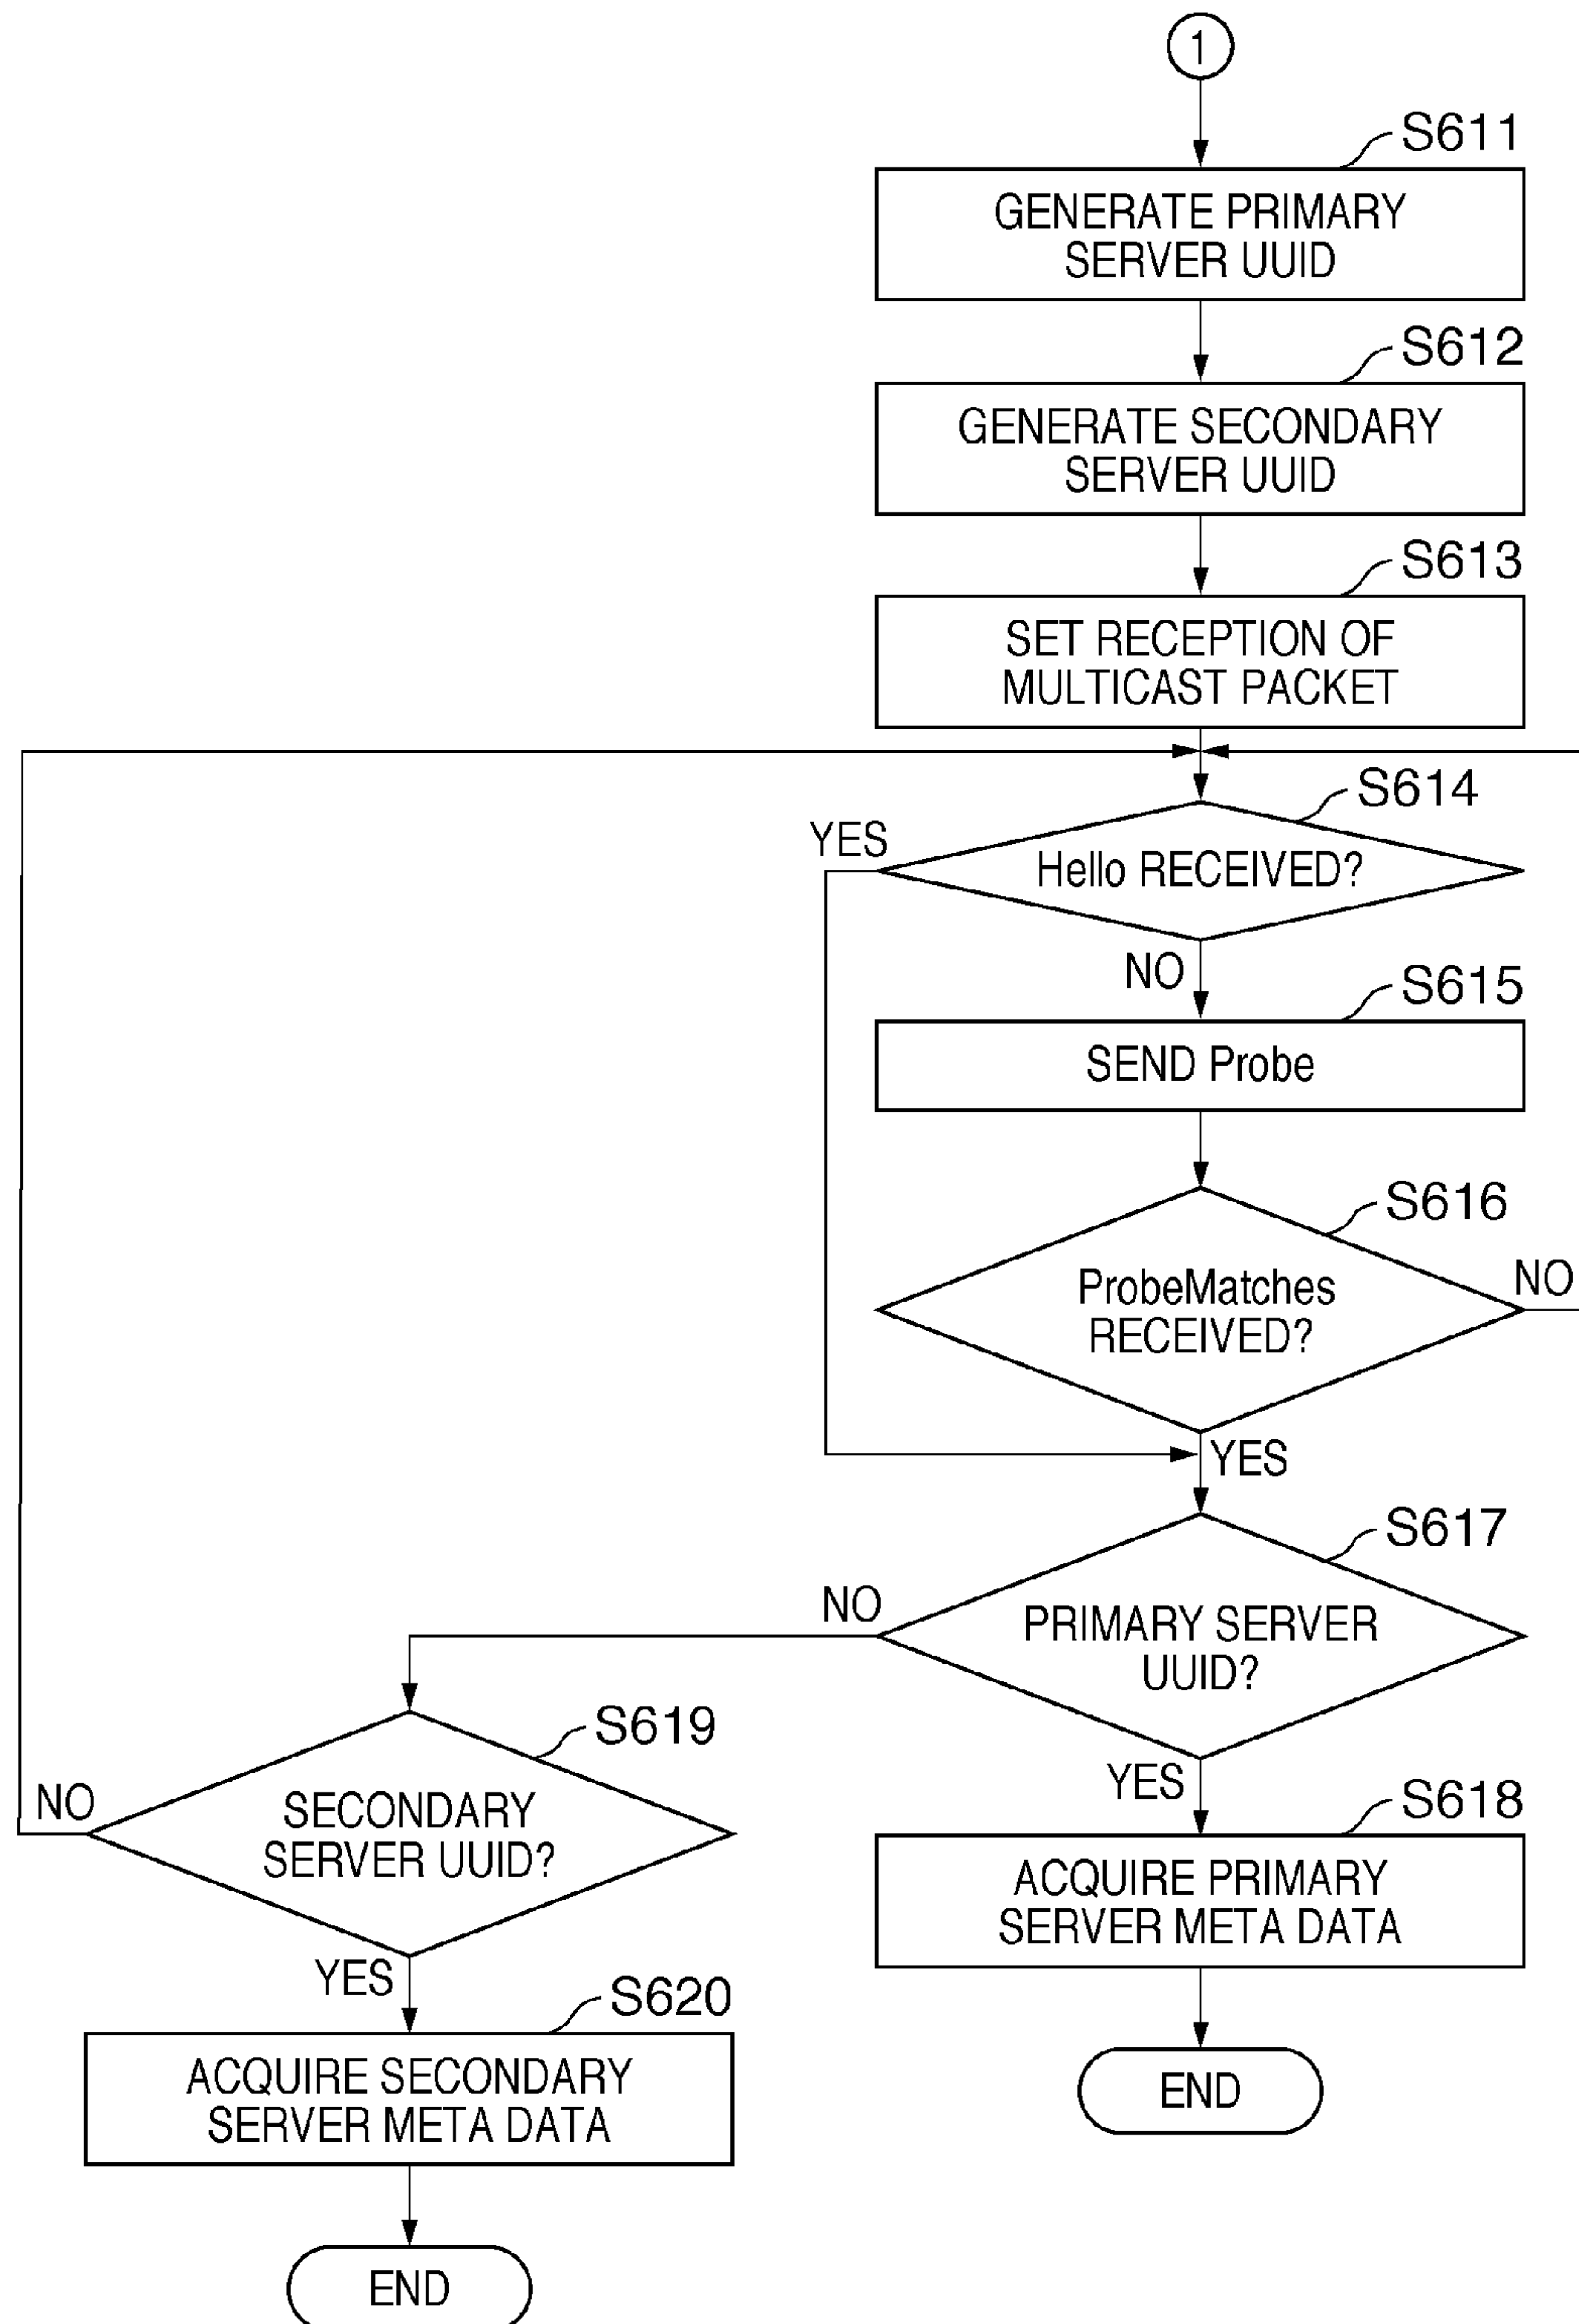 1
S611
GENERATE PRIMARY
SERVER UUID
S612
GENERATE SECONDARY
SERVER UUID
S613
SET RECEPTION OF
MULTICAST PACKET
S614
YES
Hello RECEIVED?
NO
S615
SEND Probe
S616
NO
ProbeMatches
RECEIVED?
YES
S617
NO
PRIMARY SERVER
UUID?
S619
YES
NO
SECONDARY
SERVER UUID?
S618
ACQUIRE PRIMARY
SERVER META DATA
YES
S620
ACQUIRE SECONDARY
SERVER META DATA
END
END